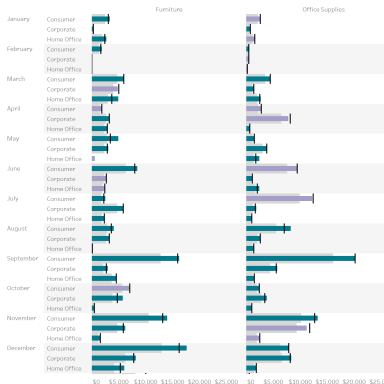 Furniture Office Supplies
January Consumer
Corporate
Home Office
February Consumer
Corporate
Home Office
March Consumer
Corporate
Home Office
April Consumer
Corporate
Home Office
May Consumer
Corporate
Home Office
June Consumer
Corporate
Home Office
July Consumer
Corporate
Home Office
August Consumer
Corporate
Home Office
September Consumer
Corporate
Home Office
October Consumer
Corporate
Home Office
November Consumer
Corporate
Home Office
December Consumer
Corporate
Home Office
$0 $5,000 $10,000 $15,000 $20,000 $25,000 $0 $5,000 $10,000 $15,000 $20,000